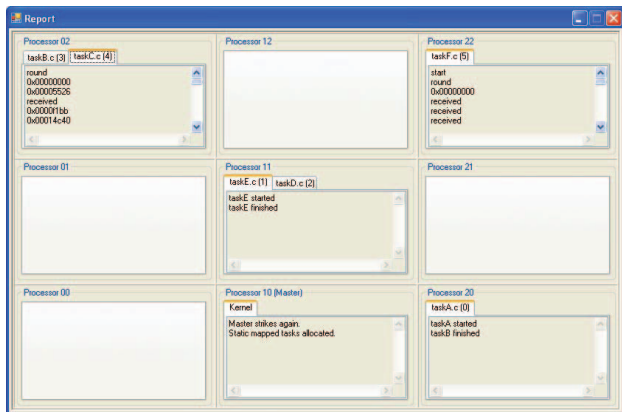 Report
Processor 02
taskB.c (3) taskC.c (4)
round
0x00000000
0x00005526
received
0x0000f1bb
0x00014c40
Processor 12
Processor 22
taskF.c (5)
start
round
0x00000000
received
received
received
Processor 01
Processor 11
taskE.c (1) taskD.c (2)
taskE started
taskE finished
Processor 21
Processor 00
Processor 10 (Master)
Kernel
Master strikes again.
Static mapped tasks allocated.
Processor 20
taskA.c (0)
taskA started
taskB finished